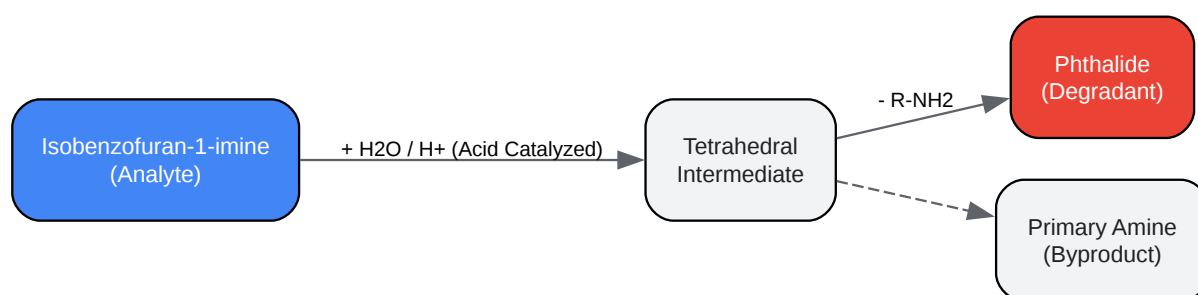 Isobenzofuran-1-imine
(Analyte)
+ H2O / H+ (Acid Catalyzed)
Tetrahedral
Intermediate
- R-NH2
Phthalide
(Degradant)
Primary Amine
(Byproduct)